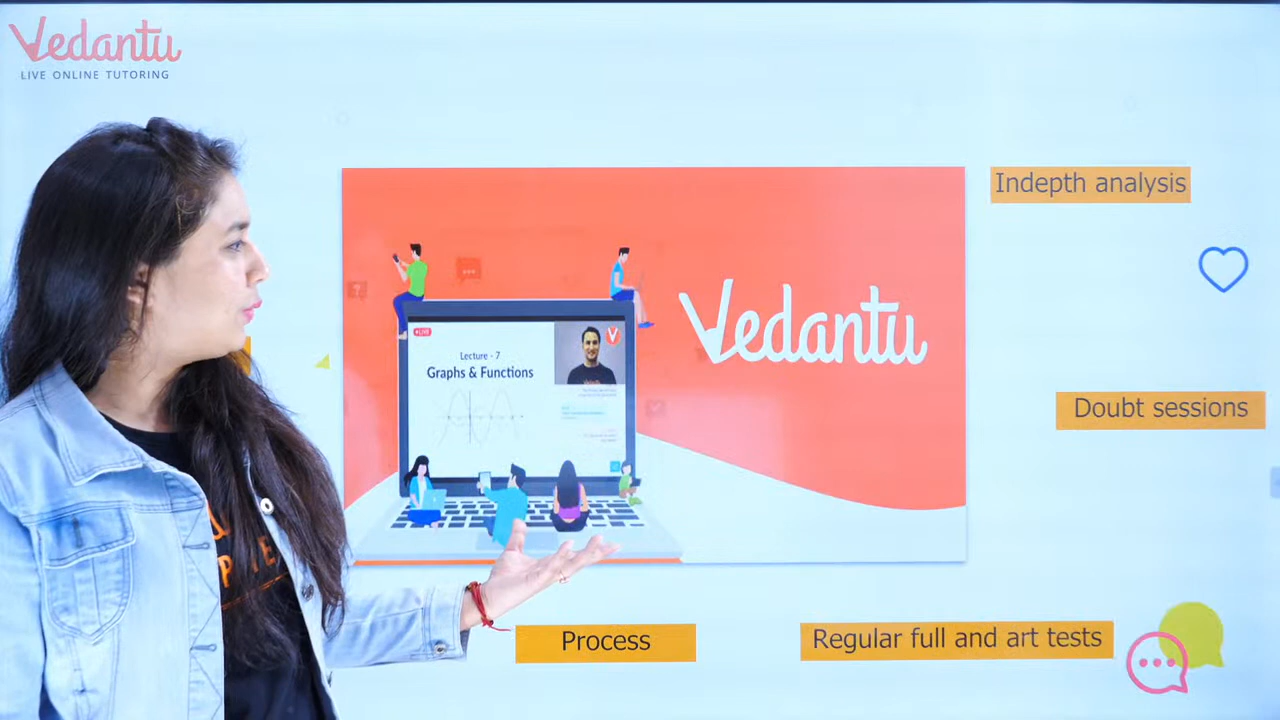 Vedantu
LIVE ONLINE TUTORING
Indepth analysis
LIVE
Lecture - 7
Graphs & Functions
Vedantu
Doubt sessions
Process
Regular full and art tests